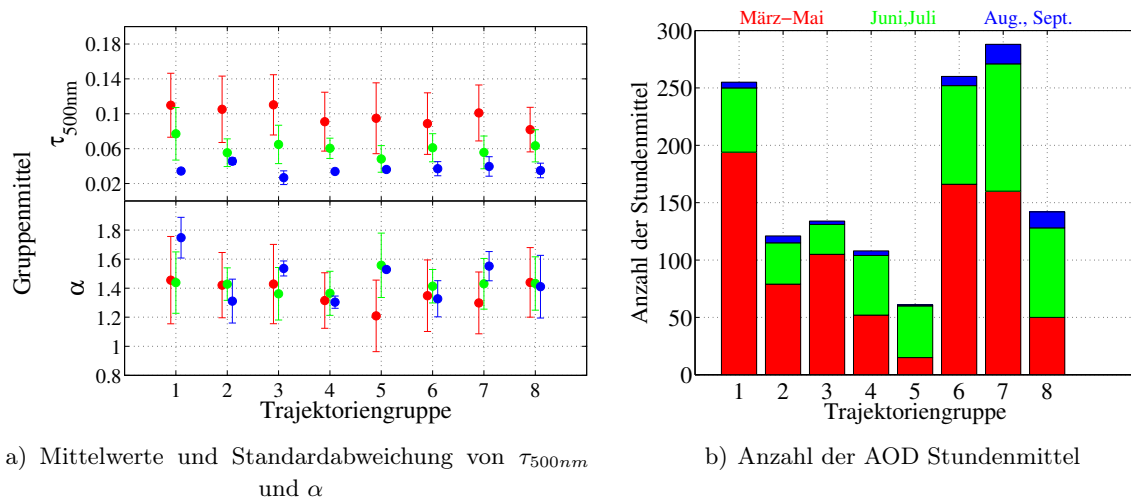 0.18
0.14
0.1
0.06
0.02
τ500nm
Gruppenmittel
1.8
1.6
1.4
1.2
1
0.8
α
1 2 3 4 5 6 7 8
Trajektoriengruppe
a) Mittelwerte und Standardabweichung von τ500nm
und α
März−Mai Juni,Juli Aug., Sept.
300
250
200
150
100
50
0
Anzahl der Stundenmittel
1 2 3 4 5 6 7 8
Trajektoriengruppe
b) Anzahl der AOD Stundenmittel